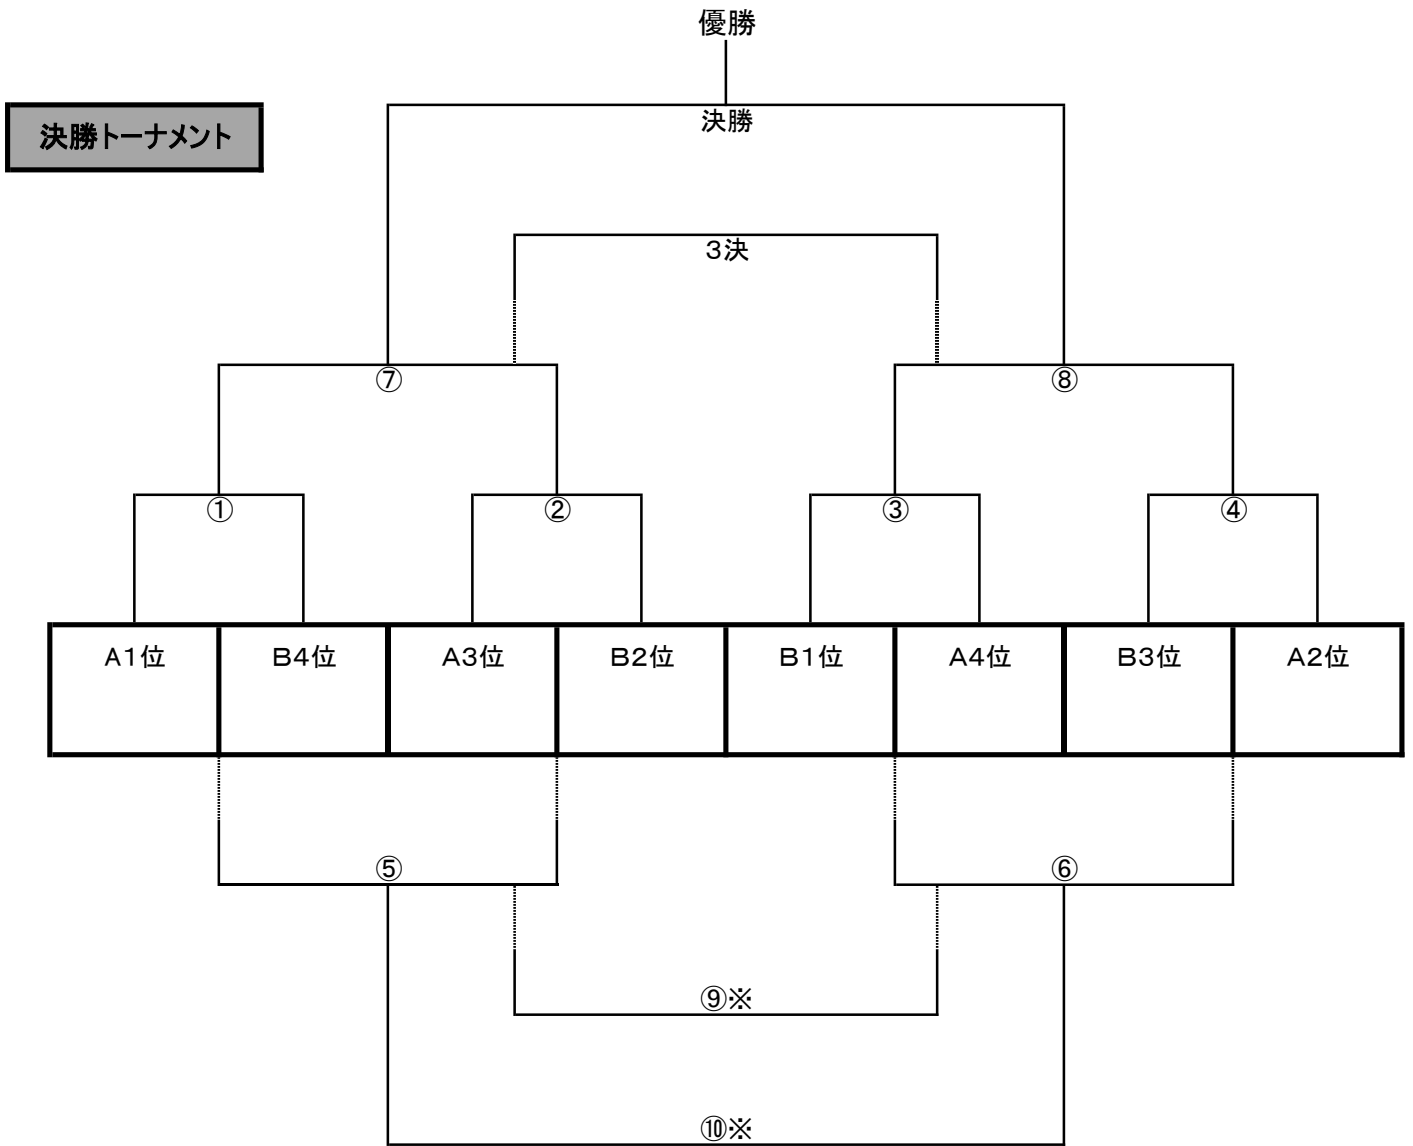 優勝
決勝トーナメント
決勝
3決
⑦
⑧
①
②
③
④
A1位
B4位
A3位
B2位
B1位
A4位
B3位
A2位
⑤
⑥
⑨※
⑩※